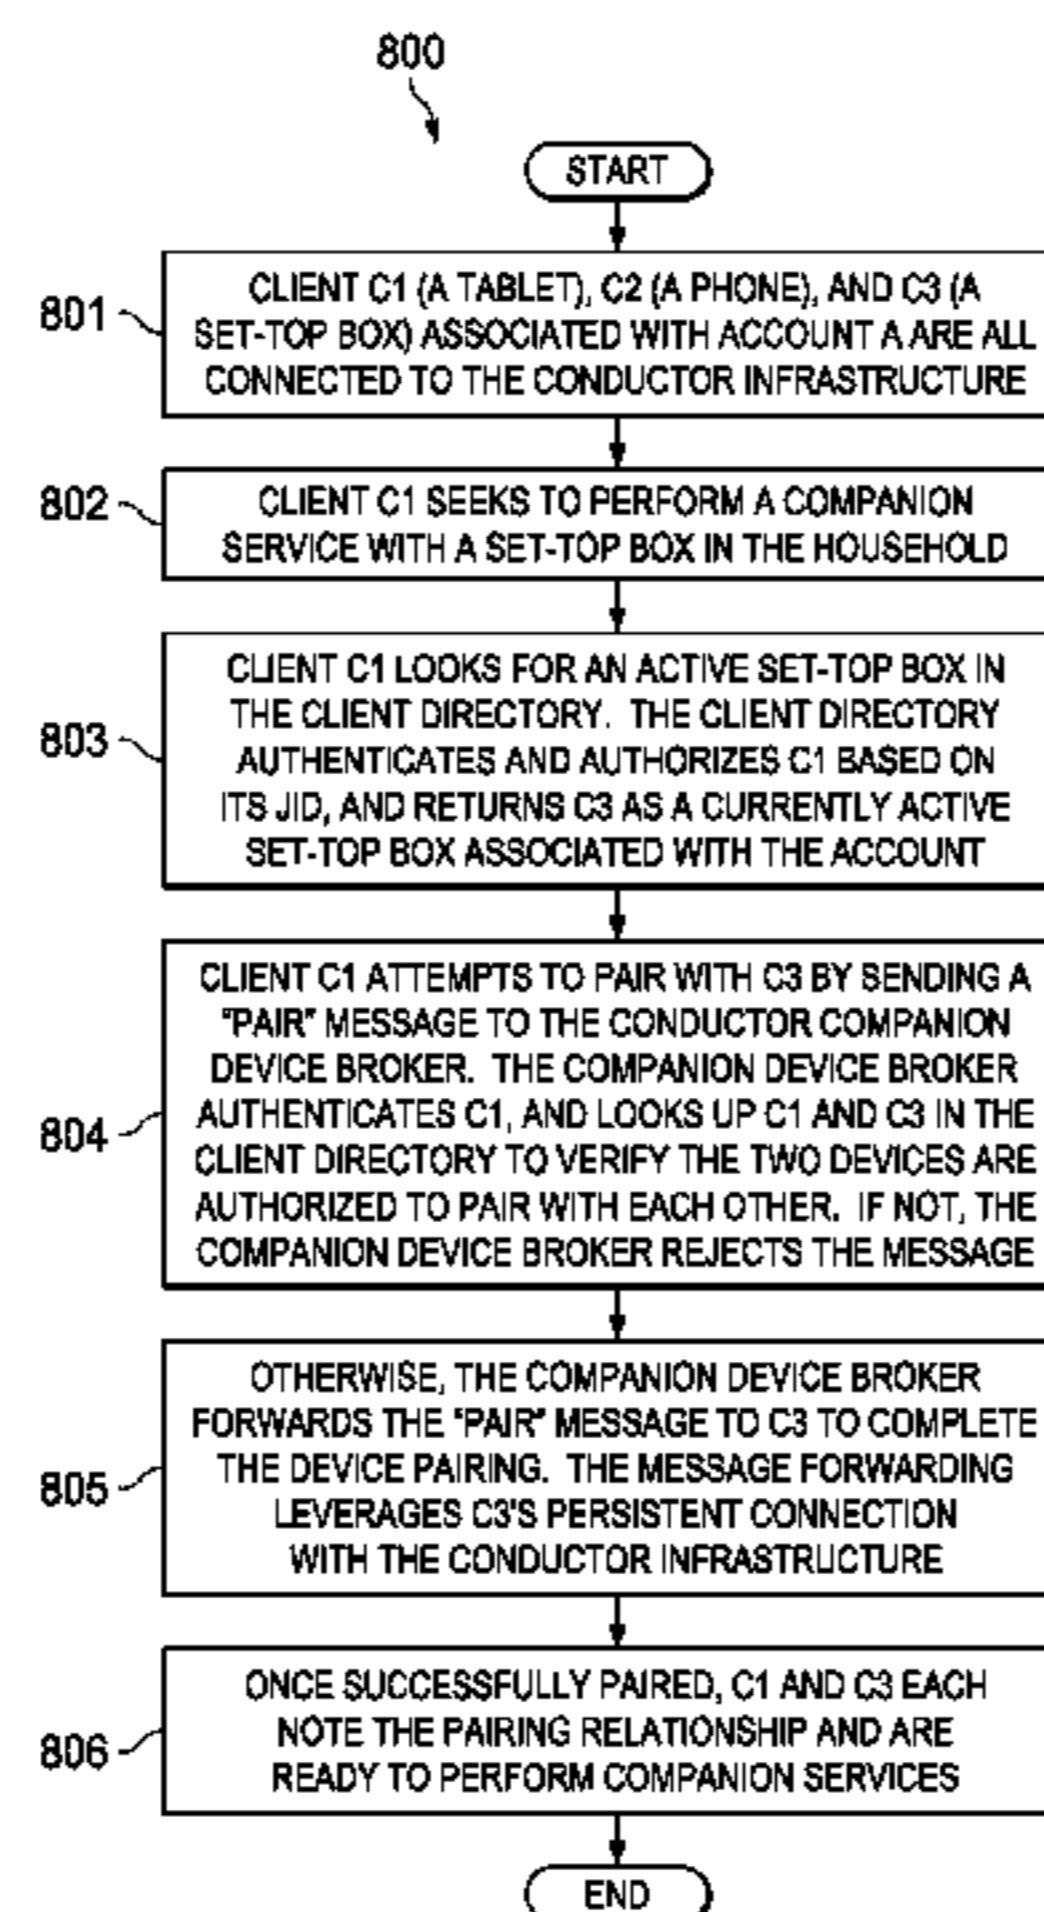 800
START
801
CLIENT C1 (A TABLET), C2 (A PHONE), AND C3 (A
SET-TOP BOX) ASSOCIATED WITH ACCOUNT A ARE ALL
CONNECTED TO THE CONDUCTOR INFRASTRUCTURE
802
CLIENT C1 SEEKS TO PERFORM A COMPANION
SERVICE WITH A SET-TOP BOX IN THE HOUSEHOLD
803
CLIENT C1 LOOKS FOR AN ACTIVE SET-TOP BOX IN
THE CLIENT DIRECTORY. THE CLIENT DIRECTORY
AUTHENTICATES AND AUTHORIZES C1 BASED ON
ITS JID, AND RETURNS C3 AS A CURRENTLY ACTIVE
SET-TOP BOX ASSOCIATED WITH THE ACCOUNT
804
CLIENT C1 ATTEMPTS TO PAIR WITH C3 BY SENDING A
"PAIR" MESSAGE TO THE CONDUCTOR COMPANION
DEVICE BROKER. THE COMPANION DEVICE BROKER
AUTHENTICATES C1, AND LOOKS UP C1 AND C3 IN THE
CLIENT DIRECTORY TO VERIFY THE TWO DEVICES ARE
AUTHORIZED TO PAIR WITH EACH OTHER. IF NOT, THE
COMPANION DEVICE BROKER REJECTS THE MESSAGE
805
OTHERWISE, THE COMPANION DEVICE BROKER
FORWARDS THE "PAIR" MESSAGE TO C3 TO COMPLETE
THE DEVICE PAIRING. THE MESSAGE FORWARDING
LEVERAGES C3'S PERSISTENT CONNECTION
WITH THE CONDUCTOR INFRASTRUCTURE
806
ONCE SUCCESSFULLY PAIRED, C1 AND C3 EACH
NOTE THE PAIRING RELATIONSHIP AND ARE
READY TO PERFORM COMPANION SERVICES
END